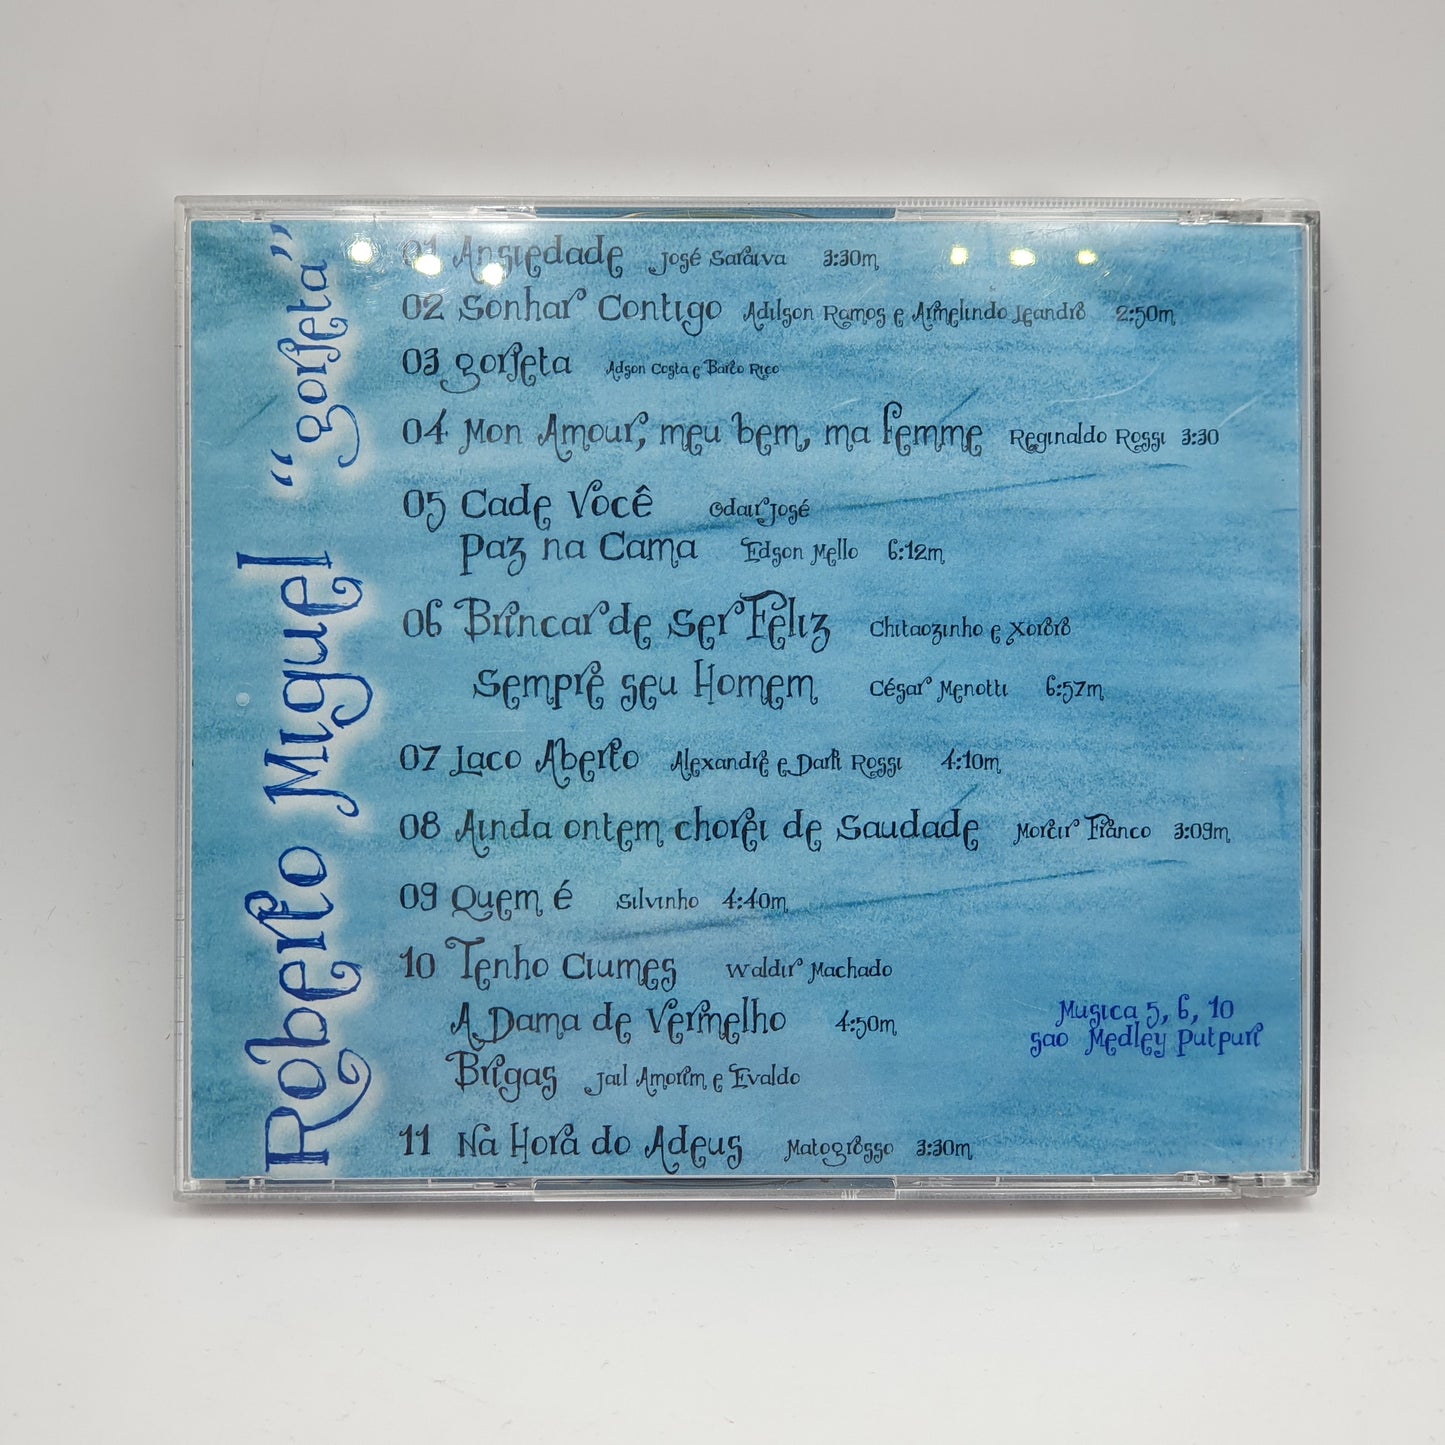 Roberto Miguel "gorjeta"
01 Ansiedade José Saraiva 3:30m
02 Sonhar Contigo Adilson Ramos e Armelindo Leandro 2:50m
03 gorjeta Adson Costa e Barto Rico
04 Mon Amour, meu bem, ma femme Reginaldo Rossi 3:30
05 Cade Você Odair José
Paz na Cama Edson Mello 6:12m
06 Brincar de Ser Feliz Chitaozinho e Xororo
Sempre seu Homem César Menotti 6:57m
07 Laco Aberto Alexandre e Darti Rossi 4:10m
08 Ainda ontem chorei de Saudade Moreir Franco 3:09m
09 Quem é Silvinho 4:40m
10 Tenho Ciumes Waldir Machado
A Dama de Vermelho 4:50m
Brigas Jail Amorim e Evaldo
11 Na Hora do Adeus Matogrosso 3:30m
Musica 5, 6, 10
sao Medley Putpuri